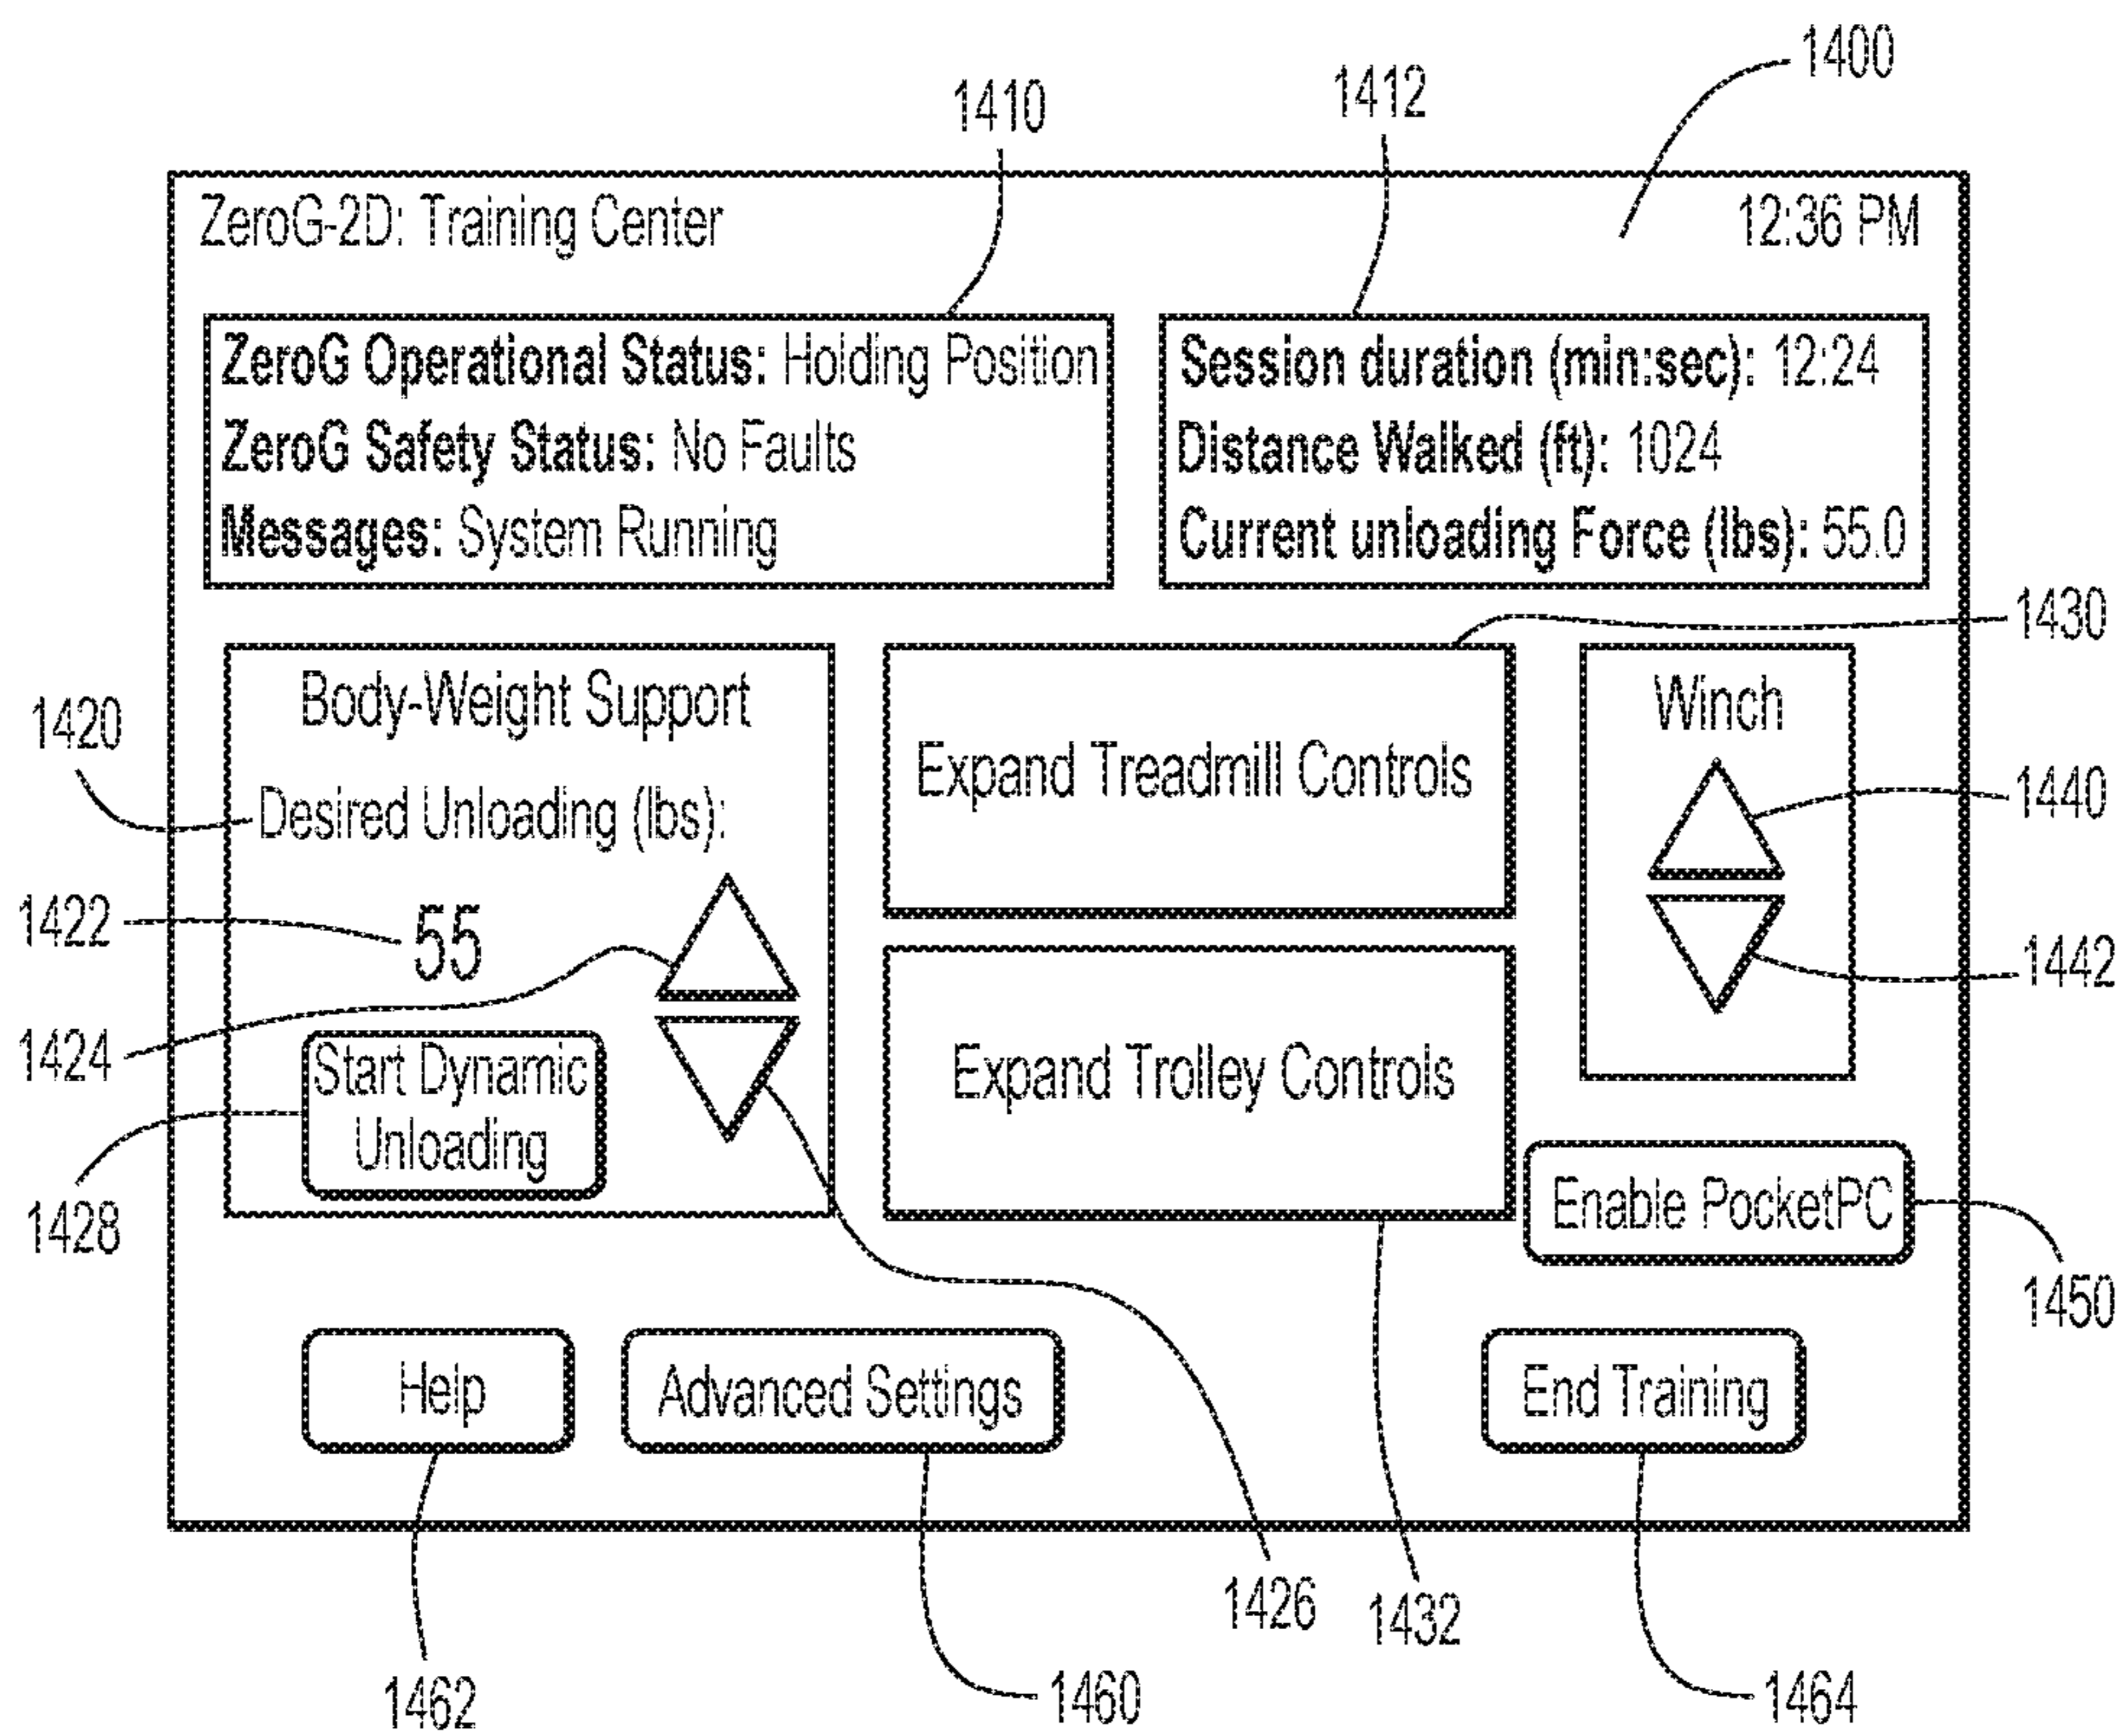 1400
1410
1412
ZeroG-2D: Training Center
12:36 PM
ZeroG Operational Status: Holding Position
ZeroG Safety Status: No Faults
Messages: System Running
Session duration (min:sec): 12:24
Distance Walked (ft): 1024
Current unloading Force (lbs): 55.0
1430
Body-Weight Support
1420
Desired Unloading (lbs):
1422
55
1424
Start Dynamic
Unloading
1428
Expand Treadmill Controls
Expand Trolley Controls
Winch
1440
1442
Enable PocketPC
1450
Help
Advanced Settings
End Training
1426
1432
1462
1460
1464